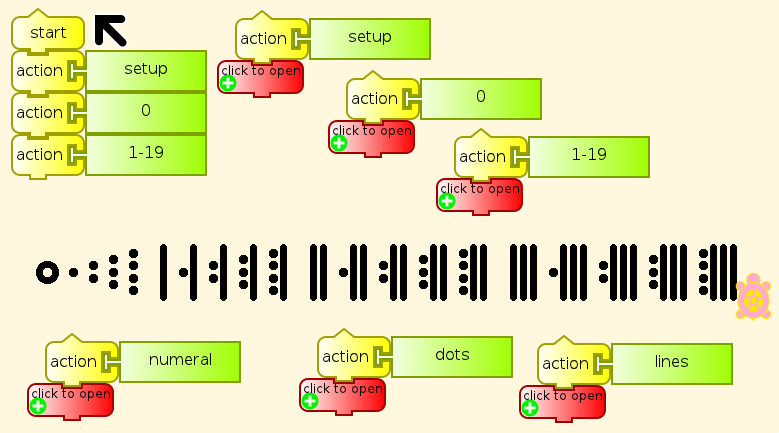 start
action setup
action 0
action 1-19
action setup
click to open
action 0
click to open
action 1-19
click to open
action numeral
click to open
action dots
click to open
action lines
click to open